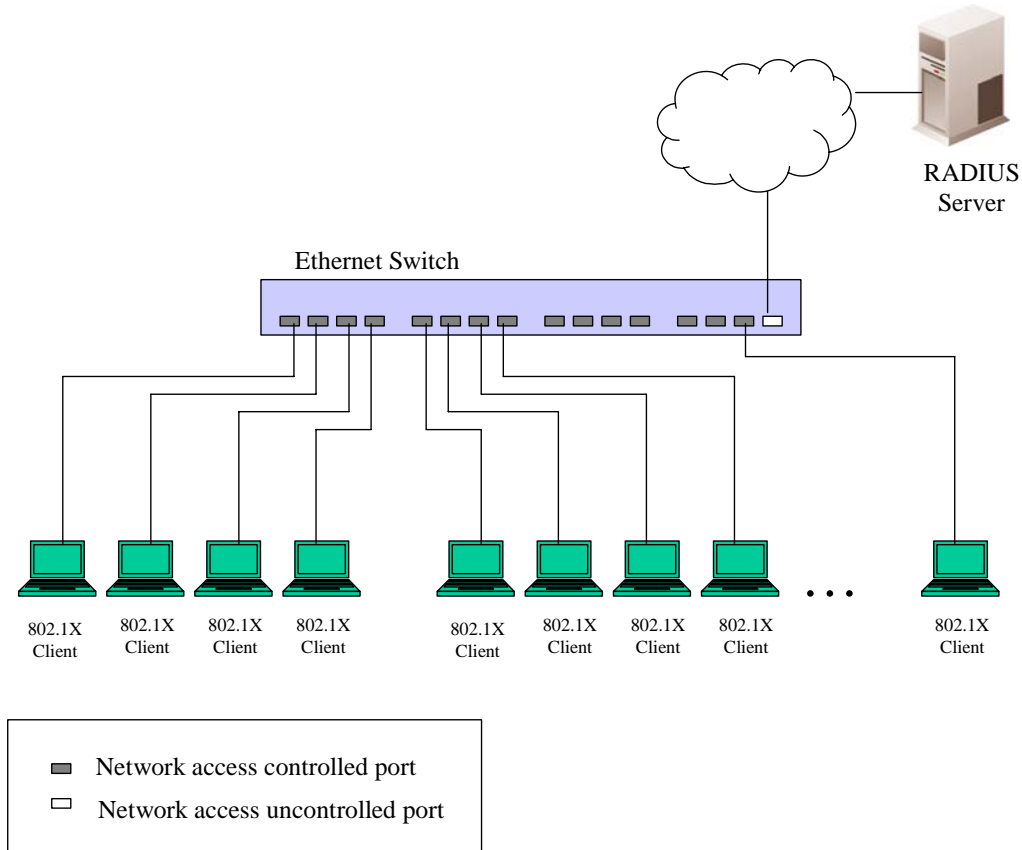 RADIUS
Server
Ethernet Switch
802.1X
Client
802.1X
Client
802.1X
Client
802.1X
Client
802.1X
Client
802.1X
Client
802.1X
Client
802.1X
Client
802.1X
Client
Network access controlled port
Network access uncontrolled port